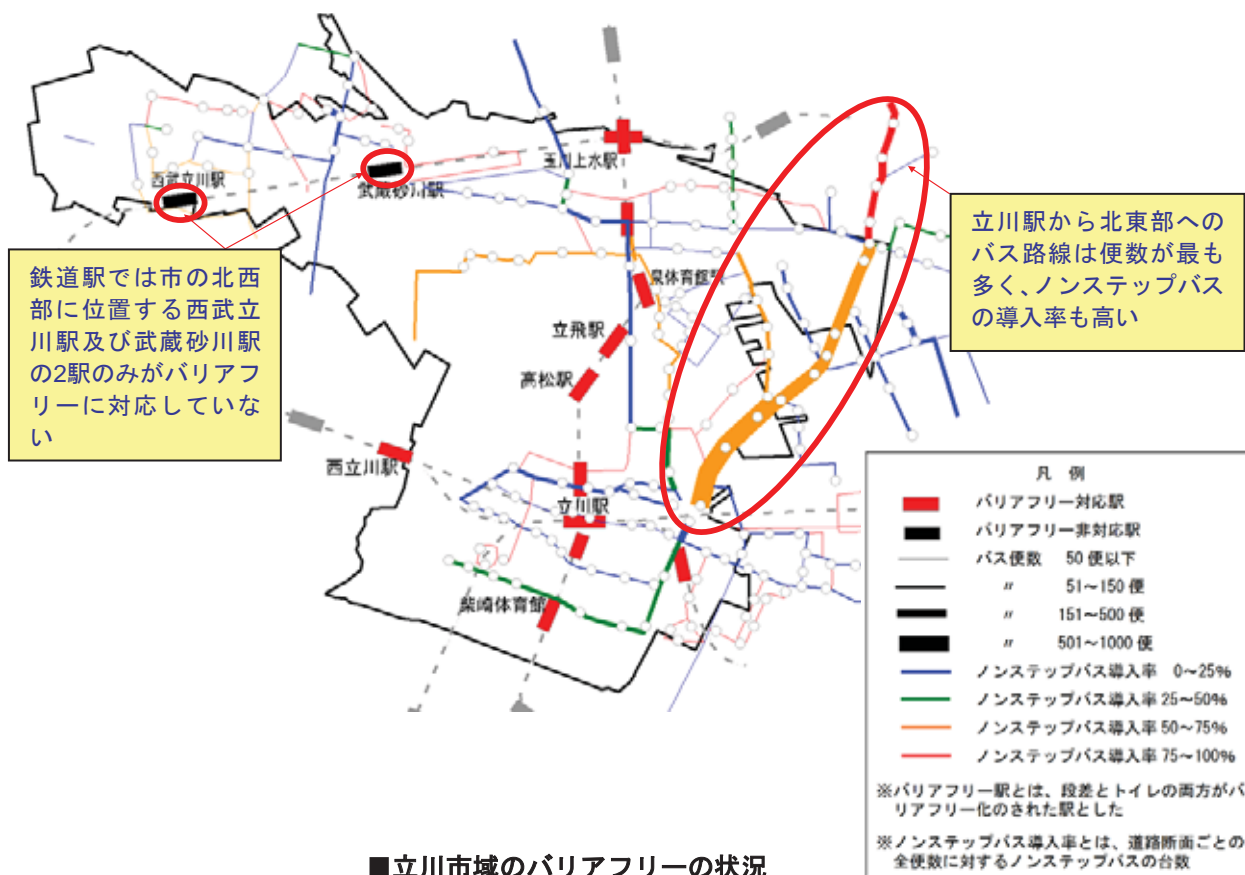 玉川上水駅
西武立川駅
武蔵砂川駅
鉄道駅では市の北西
部に位置する西武立
川駅及び武蔵砂川駅
の2駅のみがバリアフ
リーに対応していな
い
立川駅から北東部への
バス路線は便数が最も
多く、ノンステップバス
の導入率も高い
泉体育館駅
立飛駅
高松駅
西立川駅
立川駅
柴崎体育館
凡 例
バリアフリー対応駅
バリアフリー非対応駅
バス便数 50便以下
〃 51～150便
〃 151～500便
〃 501～1000便
ノンステップバス導入率 0～25%
ノンステップバス導入率 25～50%
ノンステップバス導入率 50～75%
ノンステップバス導入率 75～100%
※バリアフリー駅とは、段差とトイレの両方がバ
リアフリー化のされた駅とした
※ノンステップバス導入率とは、道路断面ごとの
全便数に対するノンステップバスの台数
■立川市域のバリアフリーの状況